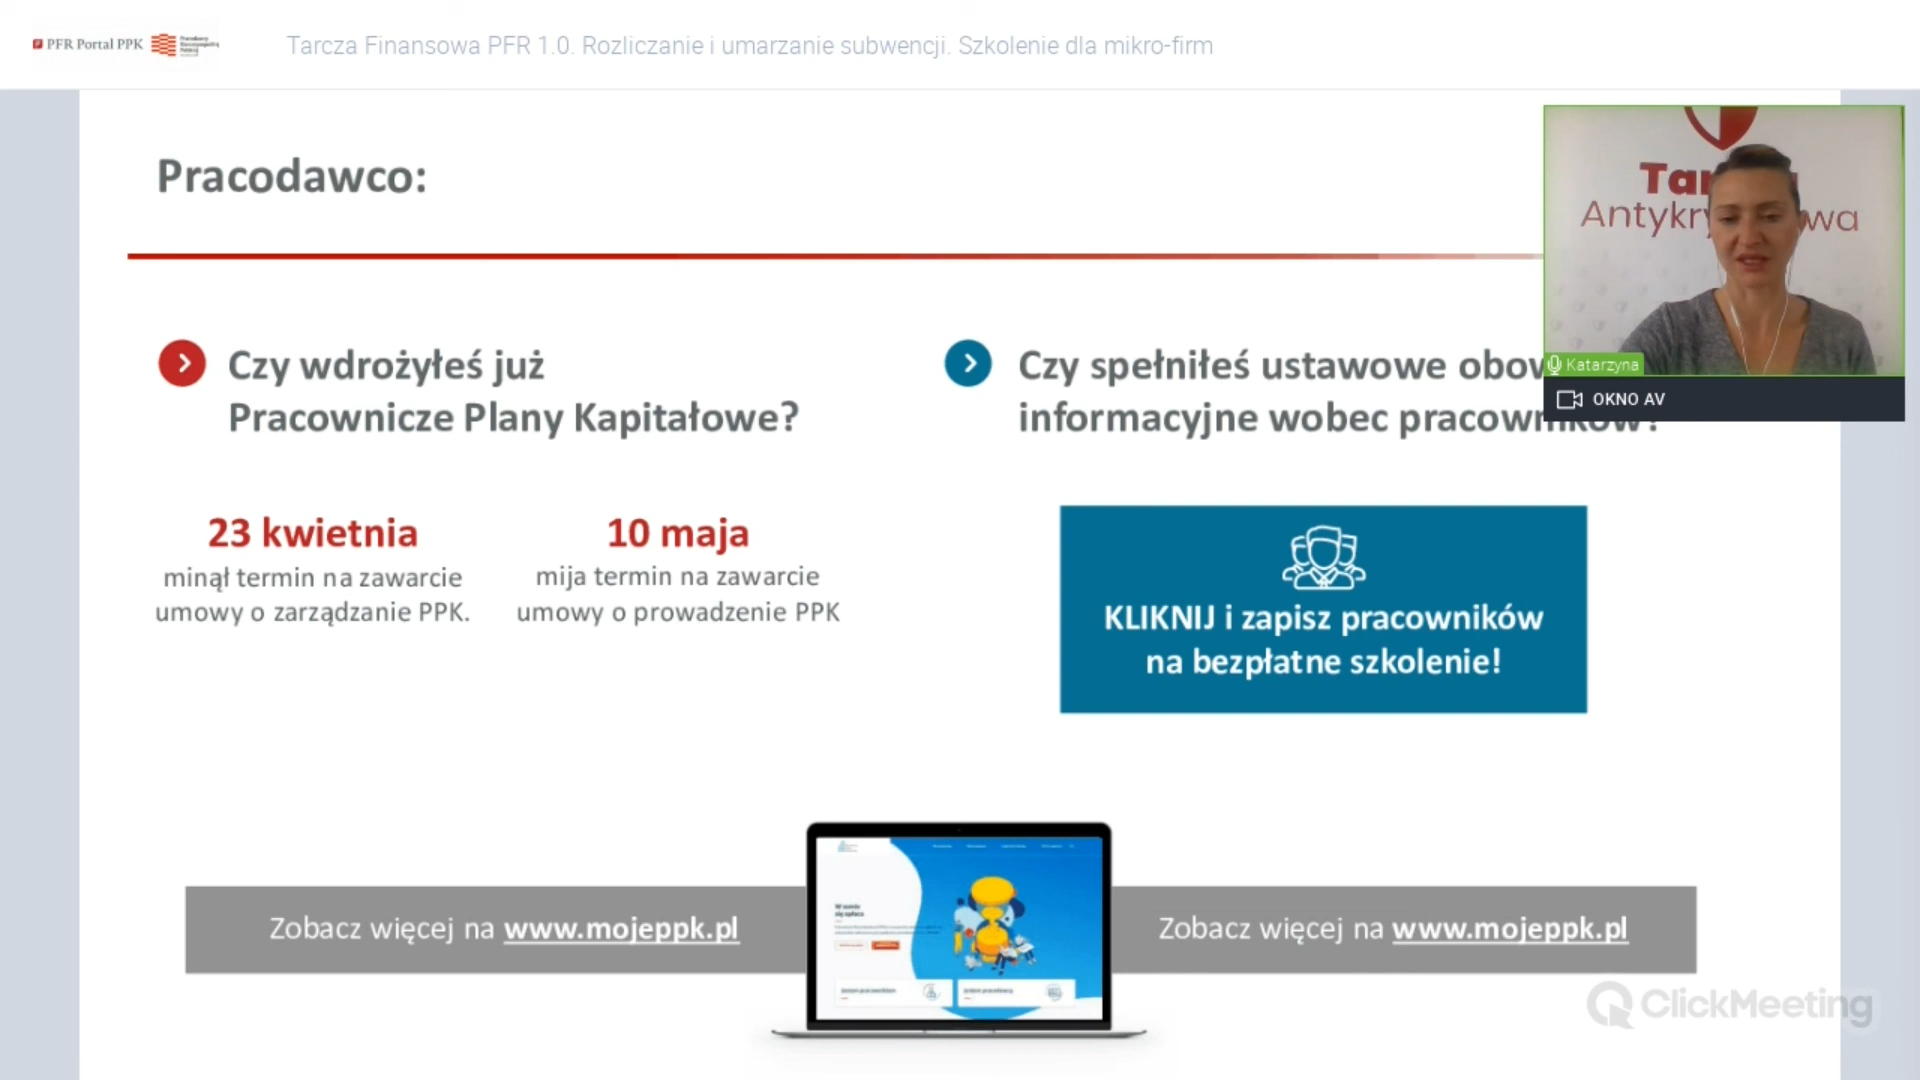 PFR Portal PPK
Tarcza Finansowa PFR 1.0. Rozliczanie i umarzanie subwencji. Szkolenie dla mikro-firm
Pracodawco:
Antykry wa
Katarzyna
OKNO AV
Czy wdrożyłeś już
Pracownicze Plany Kapitałowe?
Czy spełniłeś ustawowe
informacyjne wobec pracowników?
23 kwietnia
minął termin na zawarcie
umowy o zarządzanie PPK.
10 maja
mija termin na zawarcie
umowy o prowadzenie PPK
KLIKNIJ i zapisz pracowników
na bezpłatne szkolenie!
Zobacz więcej na www.mojeppk.pl
Zobacz więcej na www.mojeppk.pl
ClickMeeting